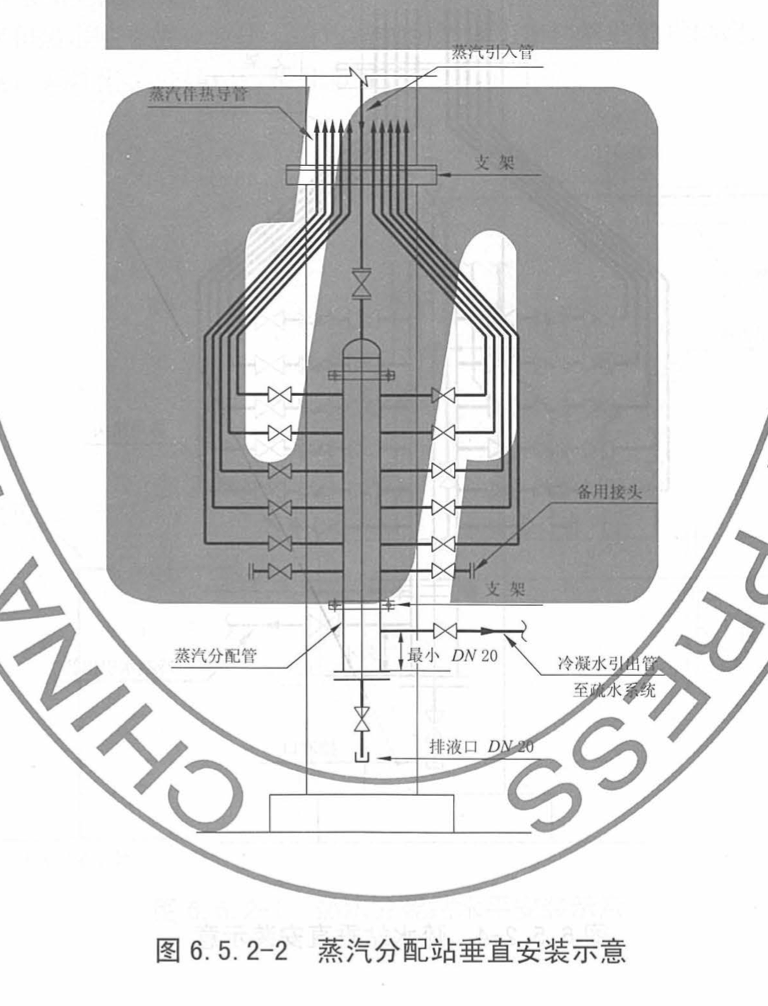 蒸汽引入管
蒸汽伴热导管
支架
备用接头
支架
蒸汽分配管
最小 DN 20
冷凝水引出管
至疏水系统
排液口 DN 20
CHINA
PRESS
图 6.5.2-2 蒸汽分配站垂直安装示意